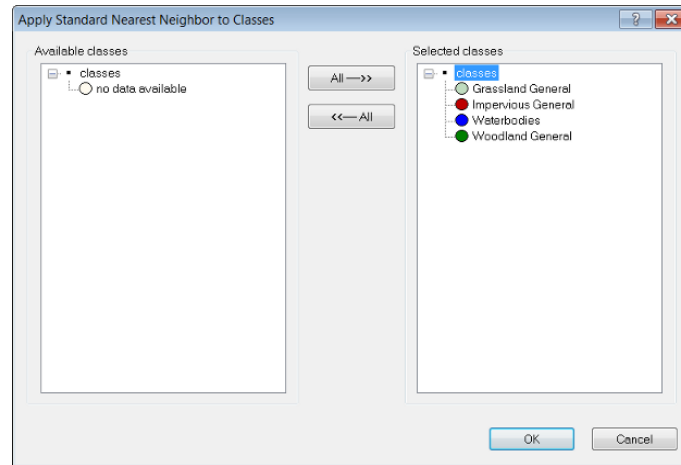 Apply Standard Nearest Neighbor to Classes
?
X
Available classes
classes
no data available
All —>>
<<— All
Selected classes
classes
Grassland General
Impervious General
Waterbodies
Woodland General
OK
Cancel